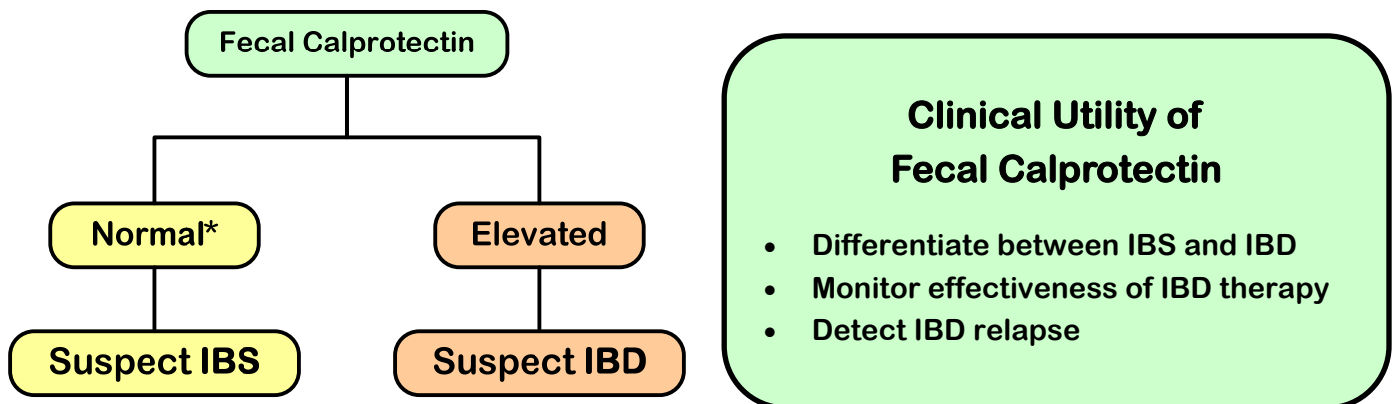 Fecal Calprotectin
Normal*
Elevated
Suspect IBS
Suspect IBD
Clinical Utility of
Fecal Calprotectin
• Differentiate between IBS and IBD
• Monitor effectiveness of IBD therapy
• Detect IBD relapse